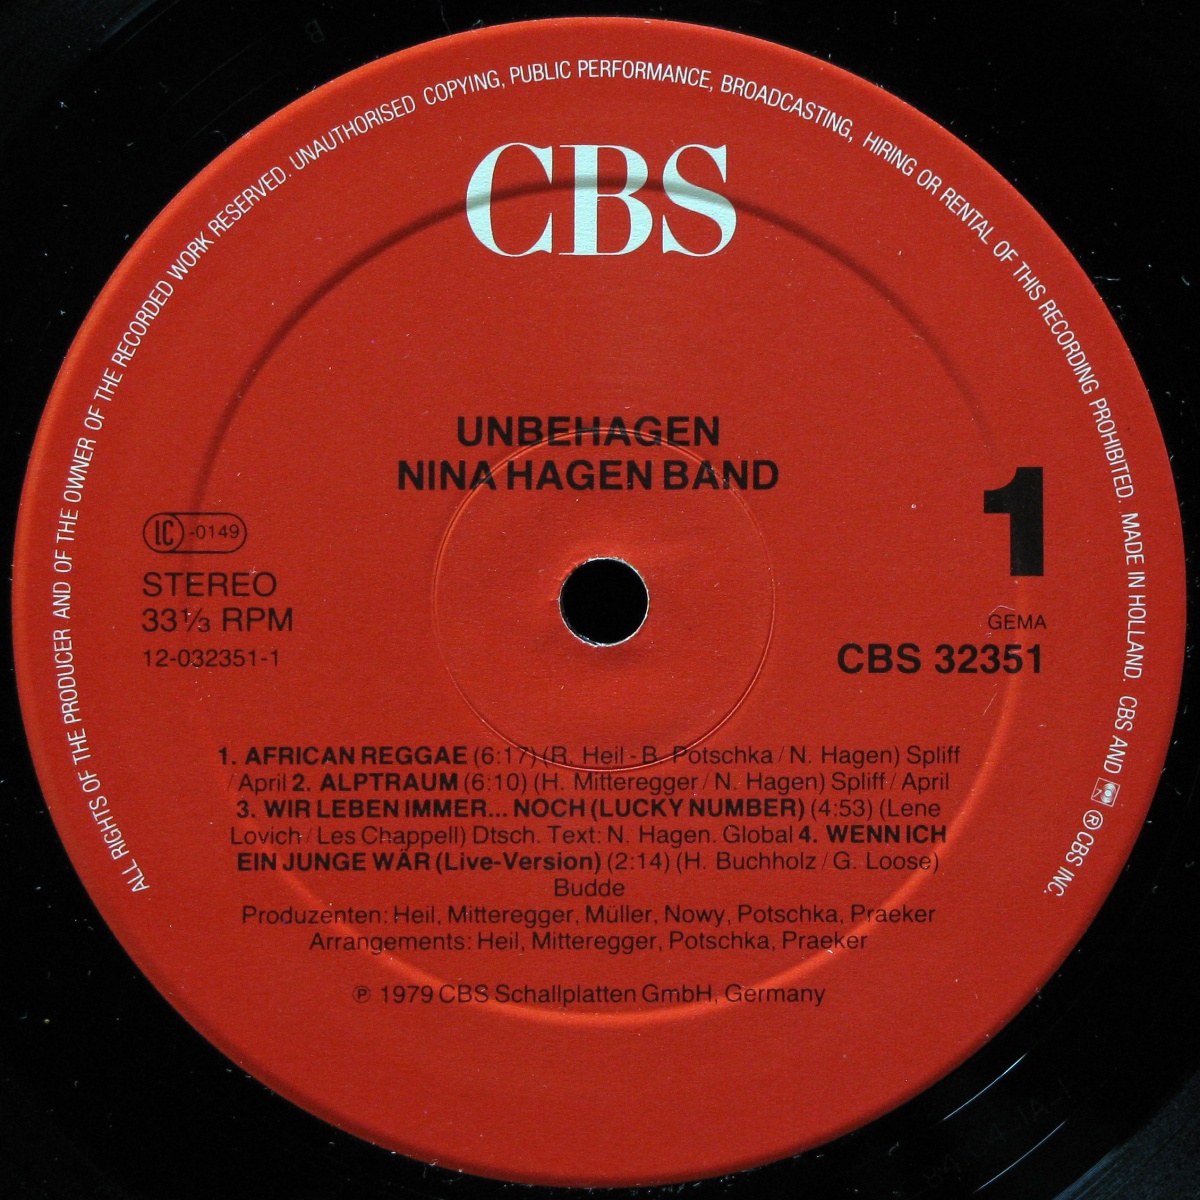 ALL RIGHTS OF THE PRODUCER AND OF THE OWNER OF THE RECORDED WORK RESERVED. UNAUTHORISED COPYING, PUBLIC PERFORMANCE, BROADCASTING, HIRING OR RENTAL OF THIS RECORDING PROHIBITED. MADE IN HOLLAND. CBS AND ℗ CBS INC.
CBS
UNBEHAGEN
NINA HAGEN BAND
1
LC -0149
STEREO
33⅓ RPM
12-032351-1
GEMA
CBS 32351
1. AFRICAN REGGAE (6:17) (R. Heil - B. Potschka / N. Hagen) Spliff
/ April 2. ALPTRAUM (6:10) (H. Mitteregger / N. Hagen) Spliff / April
3. WIR LEBEN IMMER... NOCH (LUCKY NUMBER) (4:53) (Lene
Lovich / Les Chappell) Dtsch. Text: N. Hagen. Global 4. WENN ICH
EIN JUNGE WÄR (Live-Version) (2:14) (H. Buchholz / G. Loose)
Budde
Produzenten: Heil, Mitteregger, Müller, Nowy, Potschka, Praeker
Arrangements: Heil, Mitteregger, Potschka, Praeker
℗ 1979 CBS Schallplatten GmbH, Germany